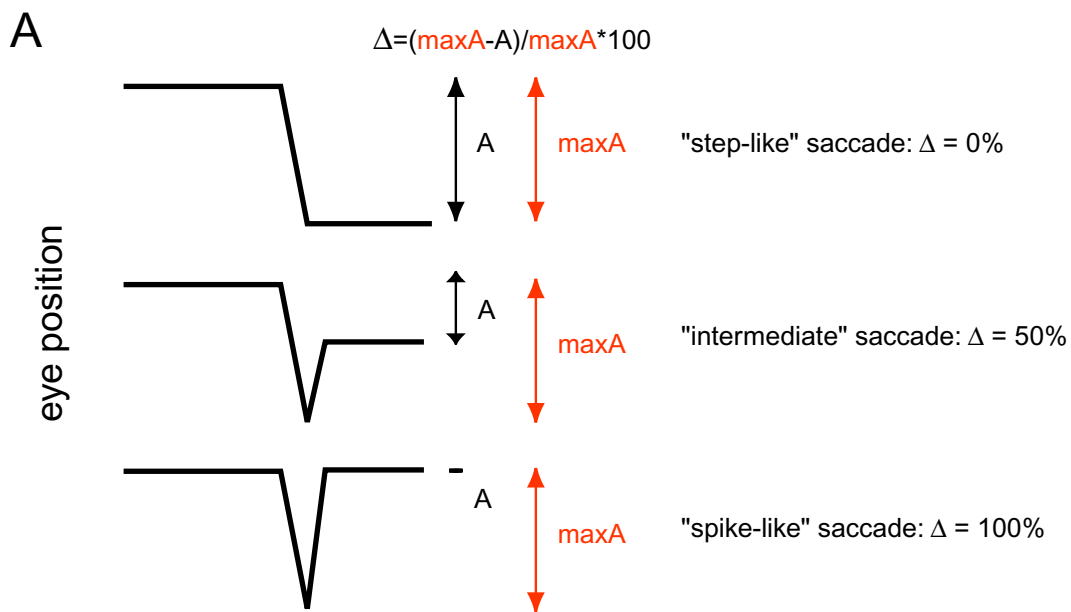 A
Δ=(maxA-A)/maxA*100
A
maxA
"step-like" saccade: Δ = 0%
eye position
A
maxA
"intermediate" saccade: Δ = 50%
A
maxA
"spike-like" saccade: Δ = 100%